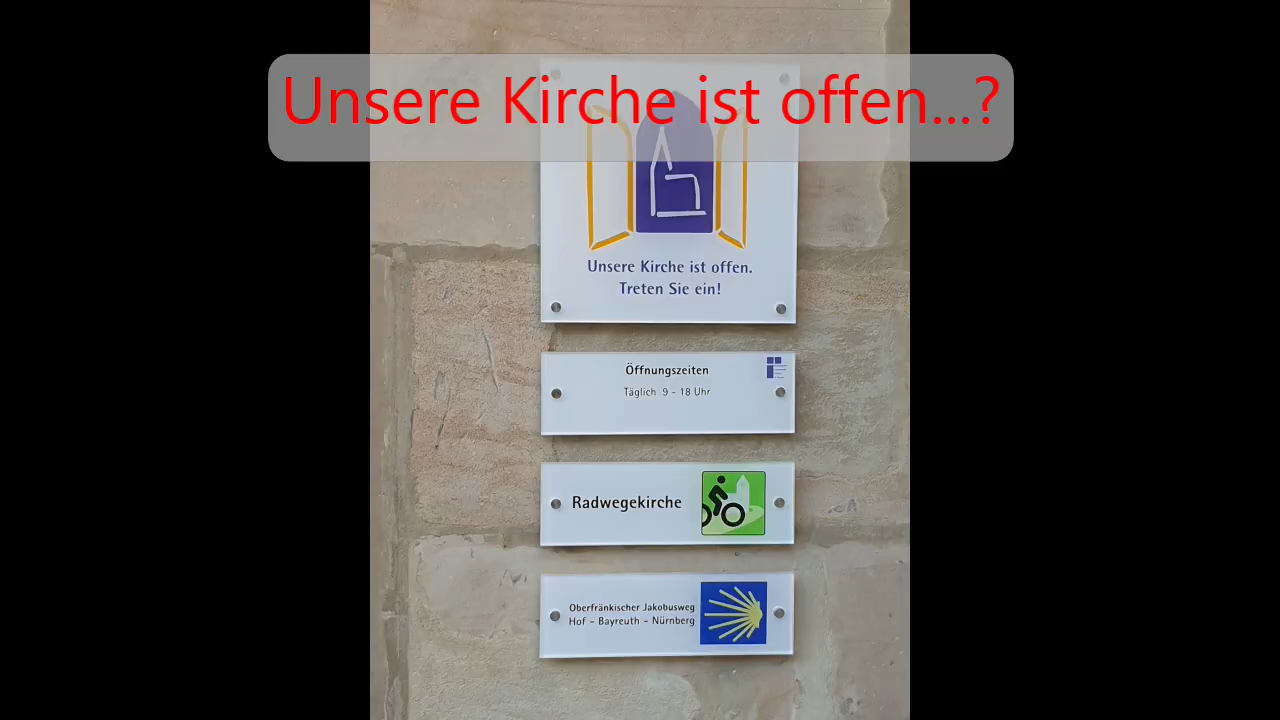 Unsere Kirche ist offen...?
Unsere Kirche ist offen.
Treten Sie ein!
Öffnungszeiten
Täglich 9 - 18 Uhr
Radwegekirche
Oberfränkischer Jakobusweg
Hof - Bayreuth - Nürnberg